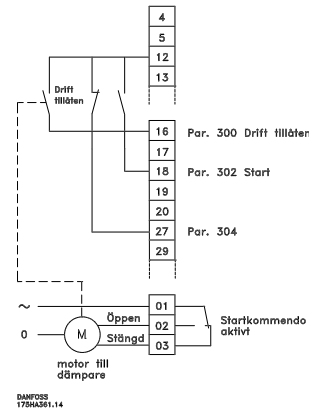 4
5
12
13
Drift
tillåten
16 Par. 300 Drift tillåten
17
18 Par. 302 Start
19
20
27 Par. 304
29
~ 01
Öppen 02 Startkommendo
aktivt
0 M Stängd 03
motor till
dämpare
DANFOSS
175HA361.14